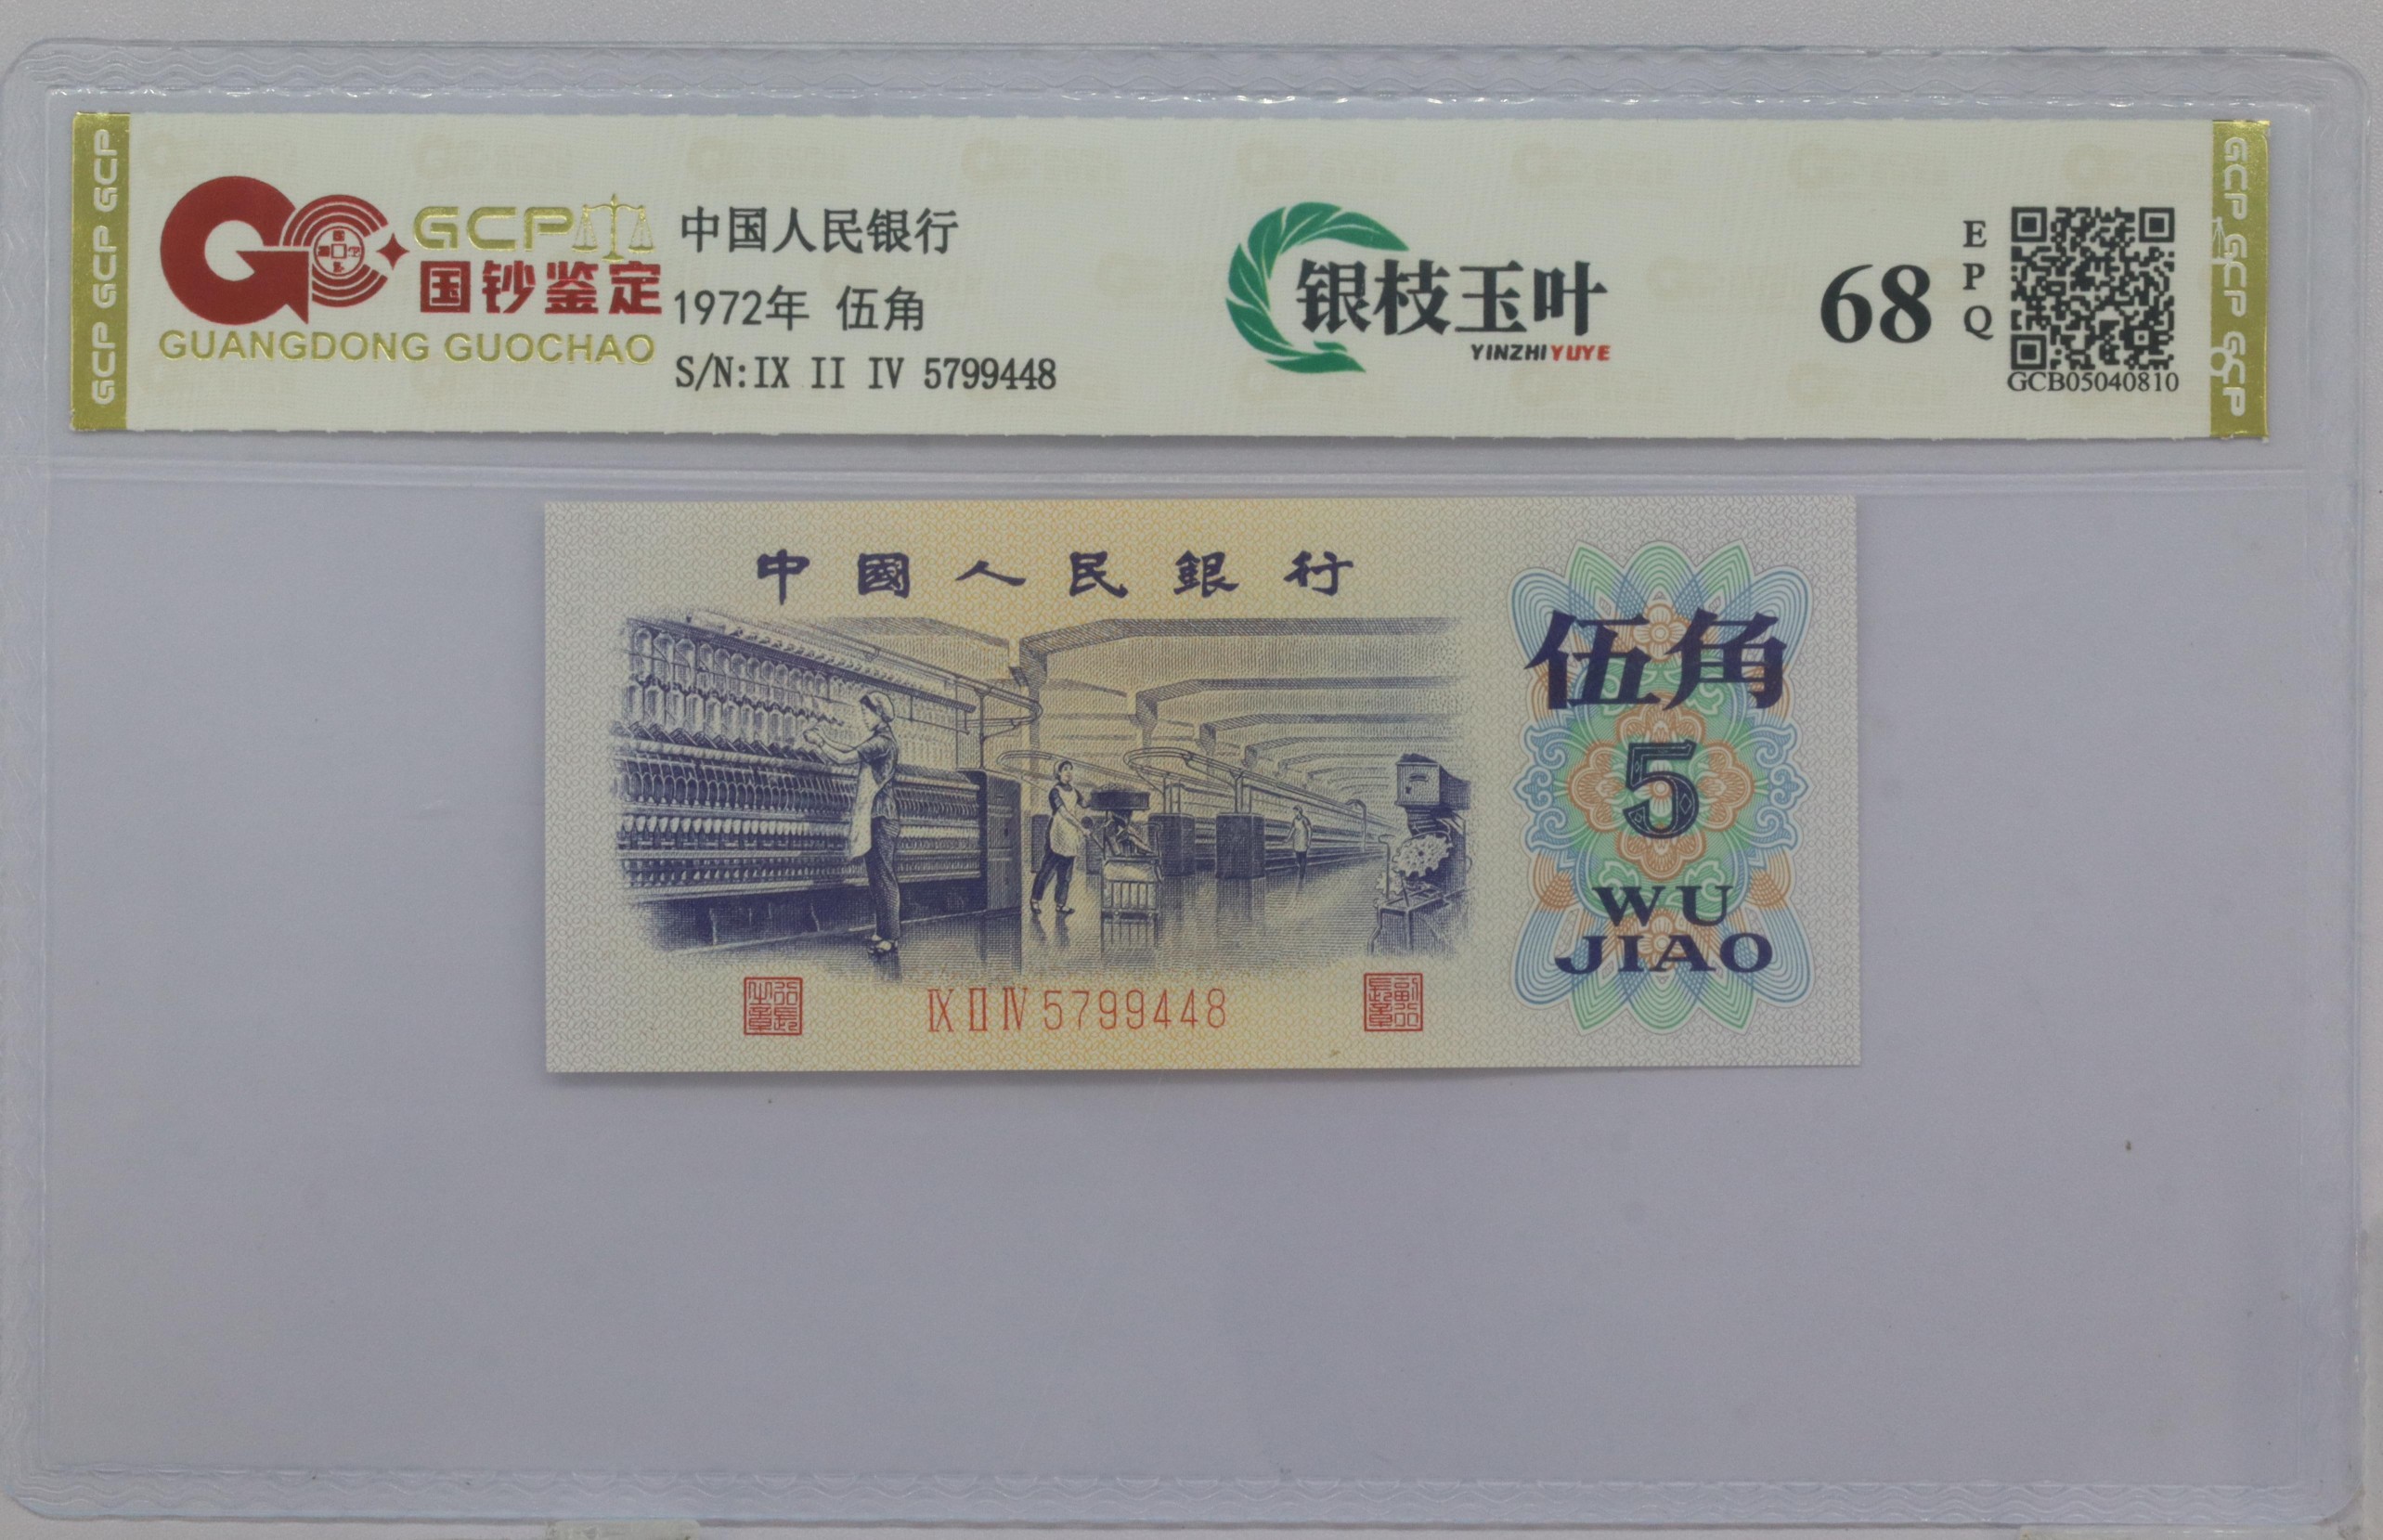 GCP GCP GCP
GCP
国钞鉴定
GUANGDONG GUOCHAO
中国人民银行
1972年 伍角
S/N:IX II IV 5799448
银枝玉叶
YINZHIYUYE
68
EPQ
GCB05040810
GCP GCP GCP
中國人民銀行
伍角
5
WU
JIAO
IX II IV 5799448